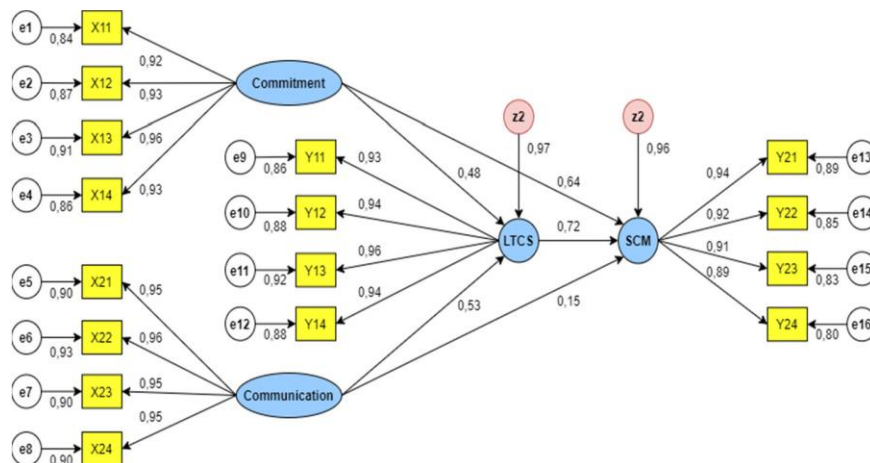 e1
0,84
X11
0,92
e2
0,87
X12
0,93
Commitment
e3
0,91
X13
0,96
e4
0,86
X14
0,93
z2
0,97
z2
0,96
e9
0,86
Y11
0,93
0,48
0,64
e10
0,88
Y12
0,94
e11
0,92
Y13
0,96
e12
0,88
Y14
0,94
LTCS
0,72
SCM
0,53
0,15
0,94
Y21
0,89
e13
0,92
Y22
0,85
e14
0,91
Y23
0,83
e15
0,89
Y24
0,80
e16
e5
0,90
X21
0,95
e6
0,93
X22
0,96
Communication
e7
0,90
X23
0,95
e8
0,90
X24
0,95